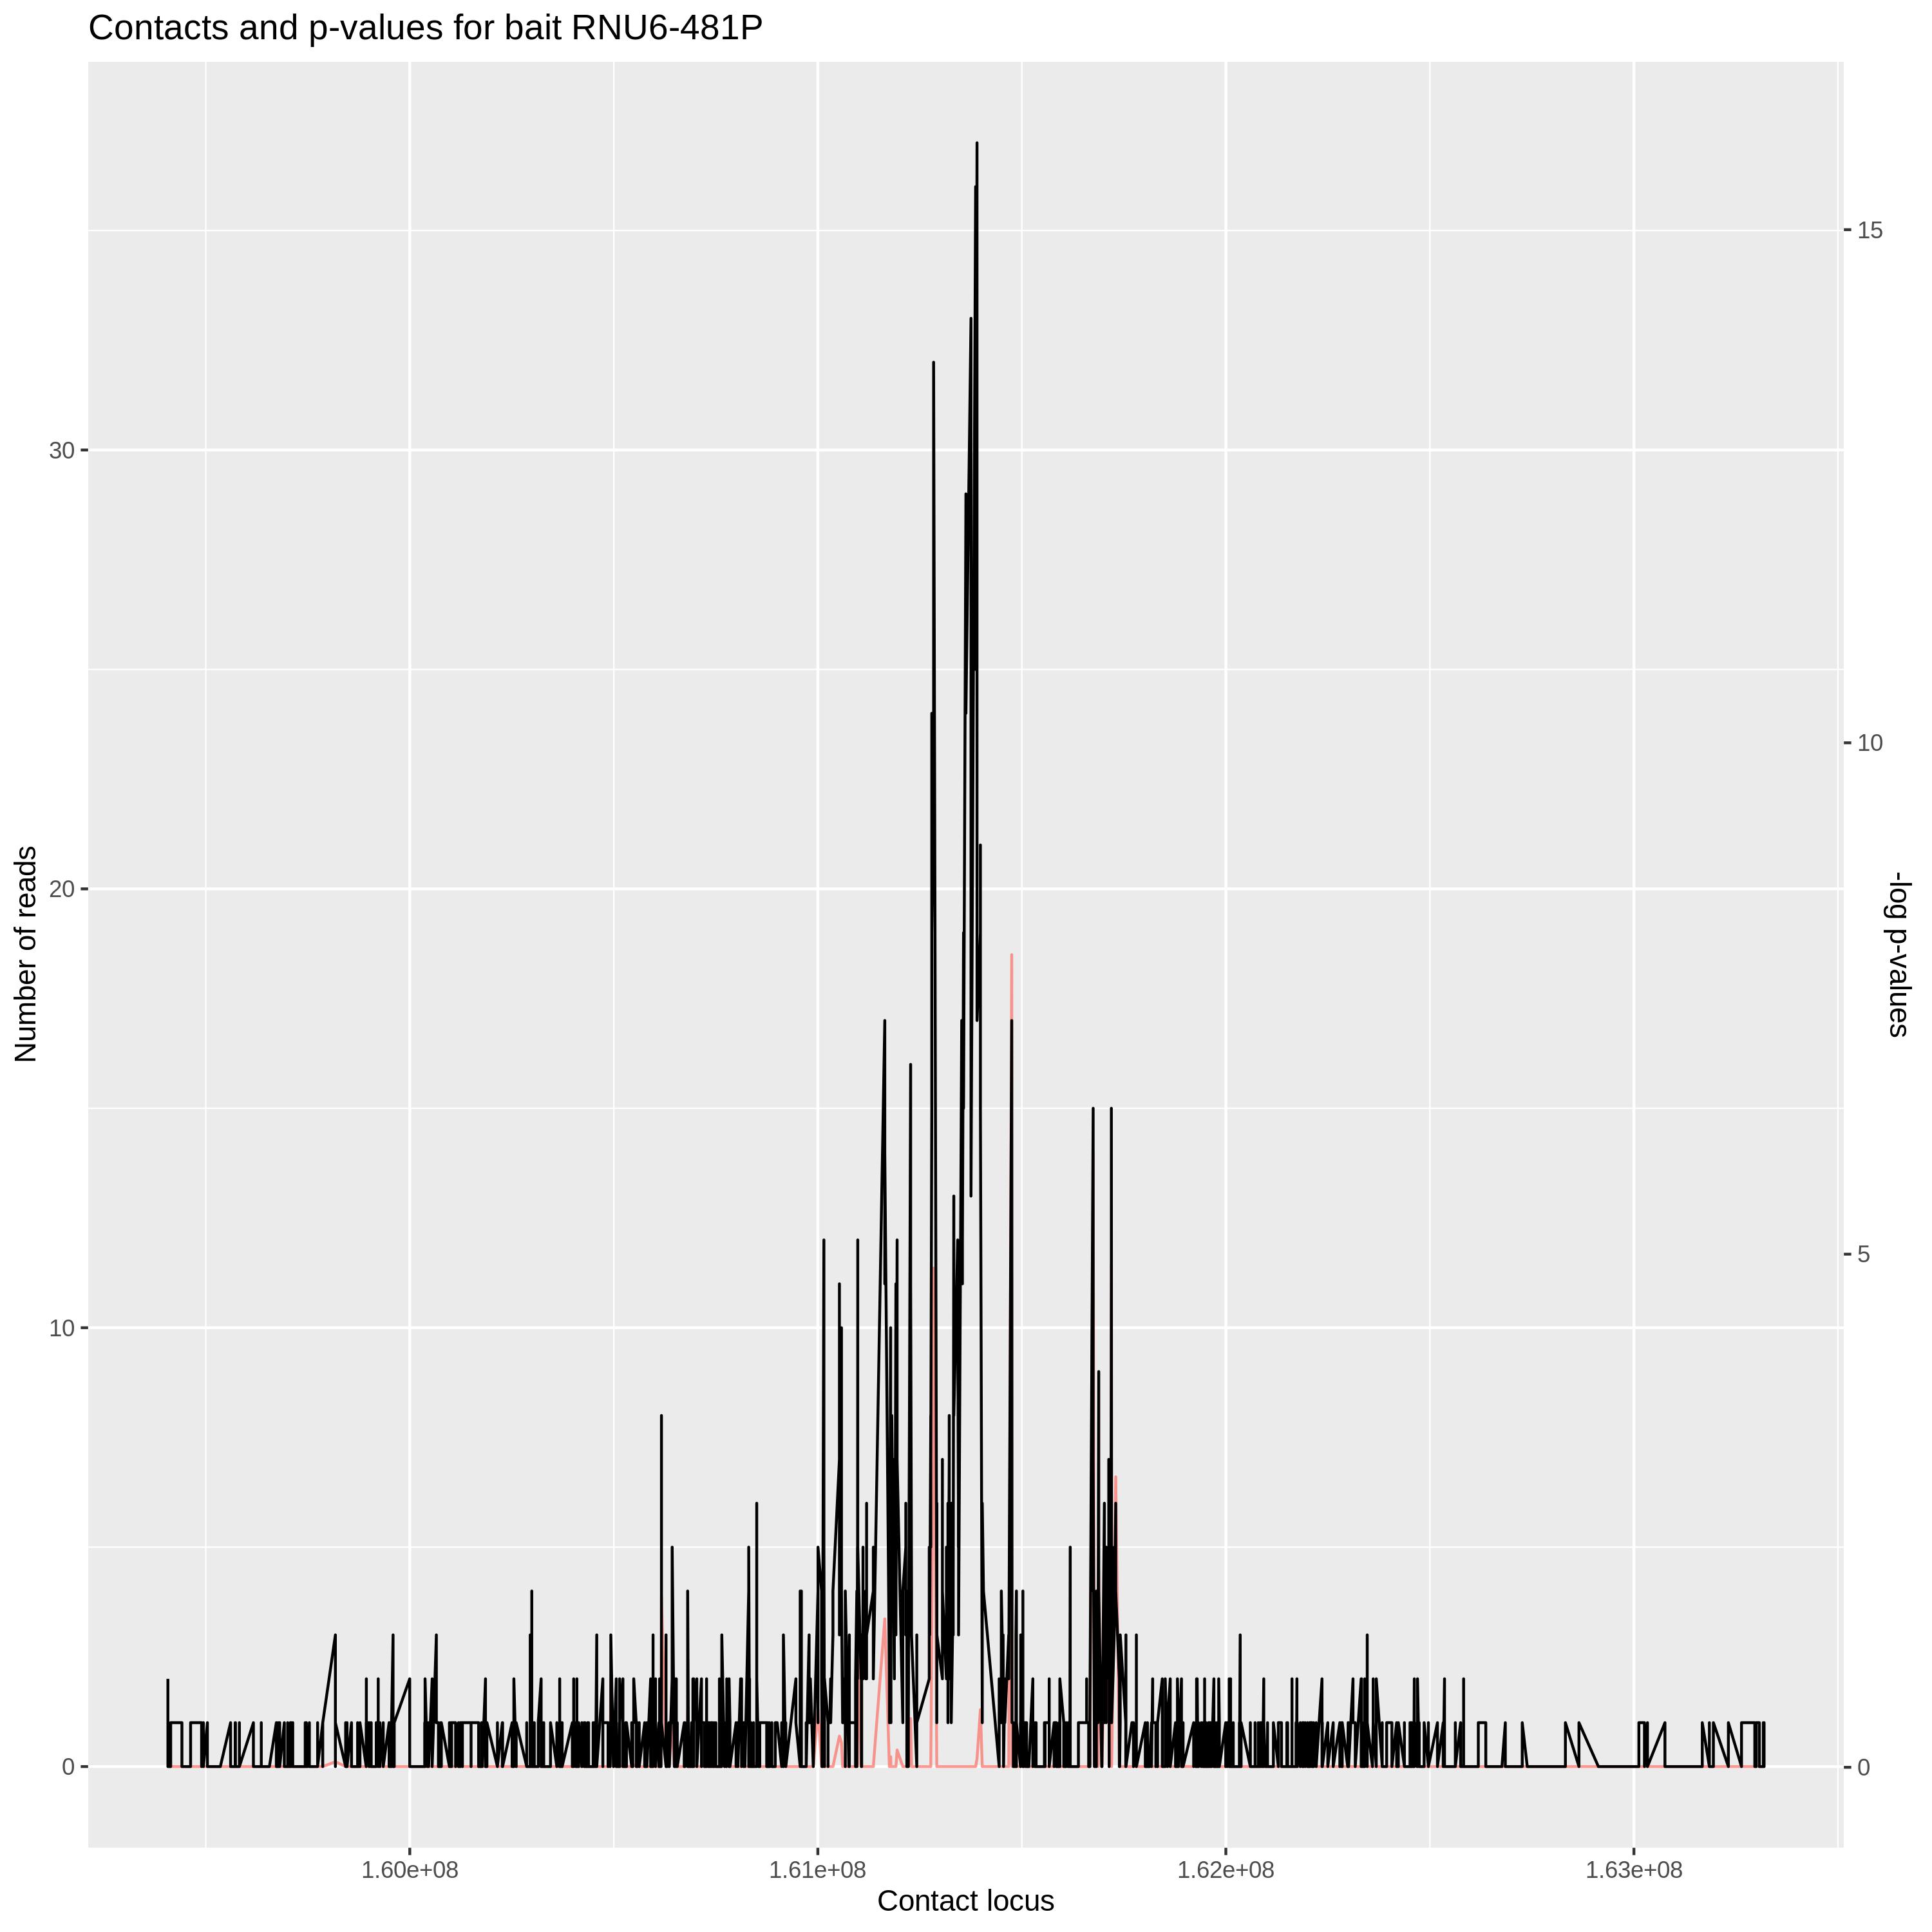 Contacts and p-values for bait RNU6-481P
Number of reads
30
20
10
0
15
10
5
0
-log p-values
1.60e+08
1.61e+08
1.62e+08
1.63e+08
Contact locus